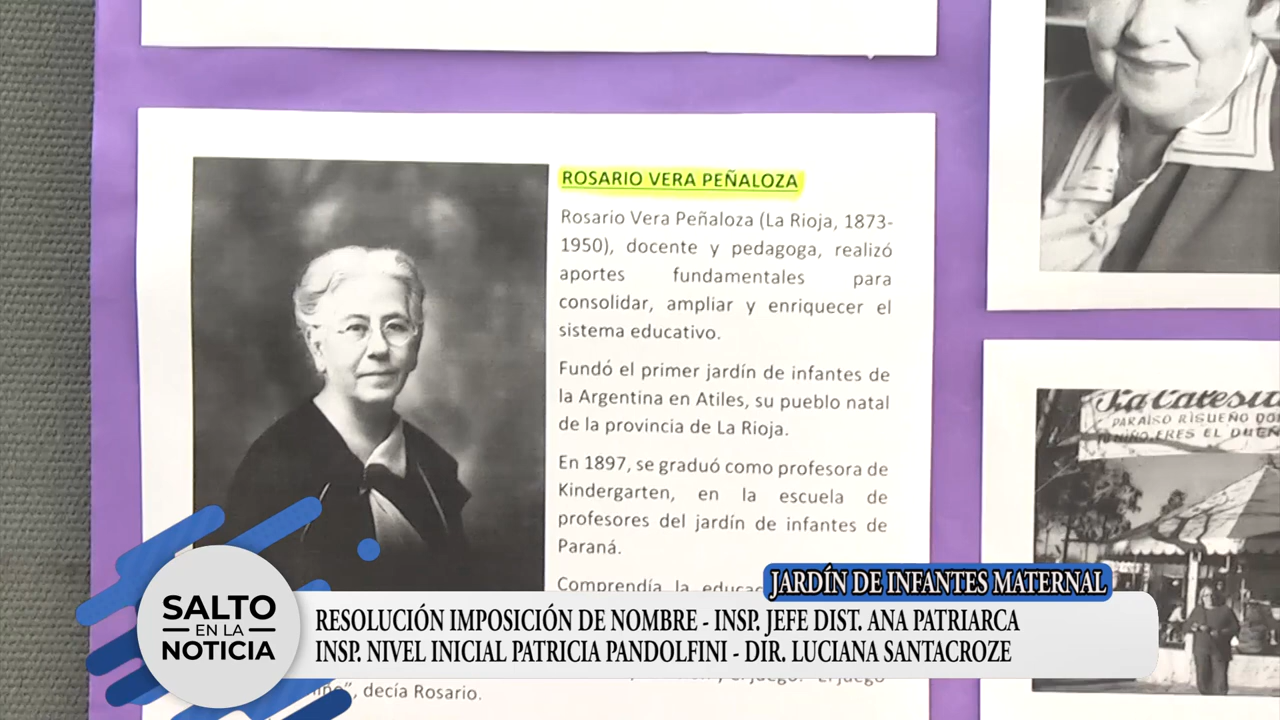 ROSARIO VERA PEÑALOZA
Rosario Vera Peñaloza (La Rioja, 1873-
1950), docente y pedagoga, realizó
aportes fundamentales para
consolidar, ampliar y enriquecer el
sistema educativo.
Fundó el primer jardín de infantes de
la Argentina en Atiles, su pueblo natal
de la provincia de La Rioja.
En 1897, se graduó como profesora de
Kindergarten, en la escuela de
profesores del jardín de infantes de
Paraná.
Comprendía la
decía Rosario.
PARAISO RISUEÑO
ERES EL
JARDÍN DE INFANTES MATERNAL
SALTO
EN LA
NOTICIA
RESOLUCIÓN IMPOSICIÓN DE NOMBRE - INSP. JEFE DIST. ANA PATRIARCA
INSP. NIVEL INICIAL PATRICIA PANDOLFINI - DIR. LUCIANA SANTACROZE